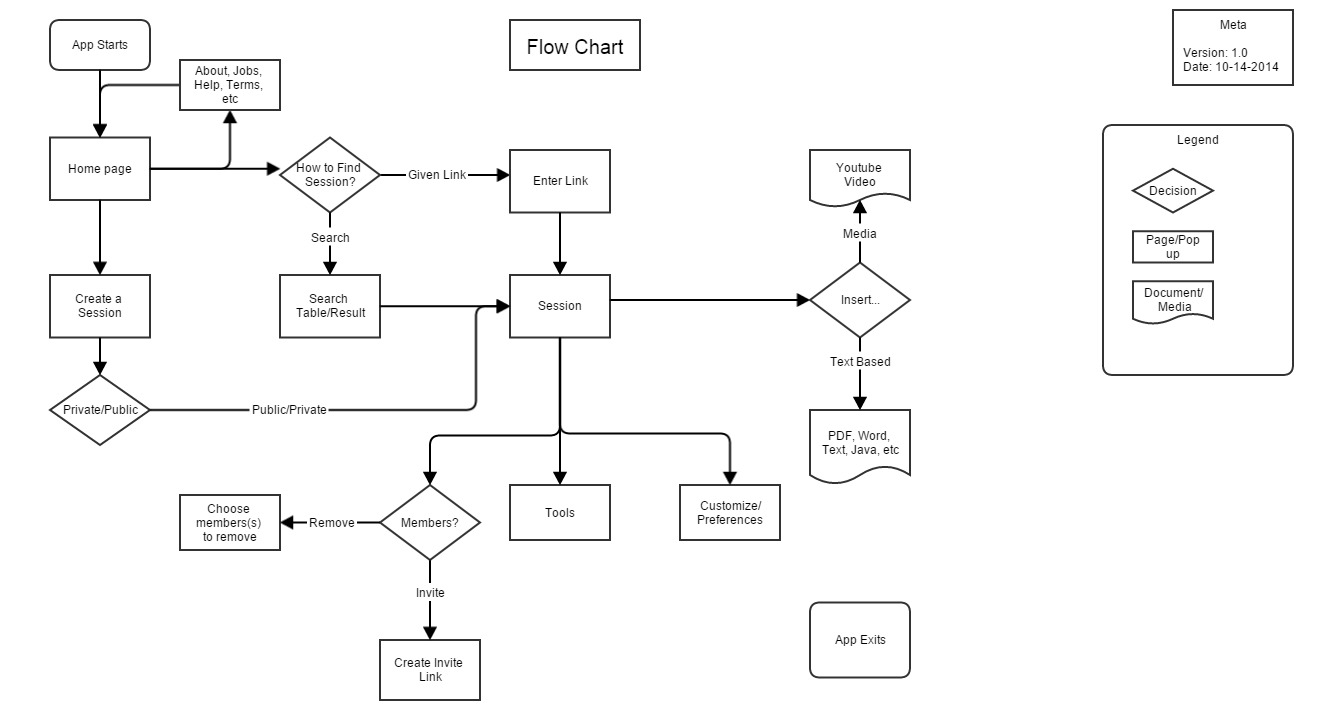 App Starts
Flow Chart
Meta
Version: 1.0
Date: 10-14-2014
About, Jobs,
Help, Terms,
etc
Legend
Home page
How to Find
Session?
Given Link
Enter Link
Youtube
Video
Decision
Search
Media
Page/Pop
up
Create a
Session
Search
Table/Result
Session
Insert...
Document/
Media
Text Based
Private/Public
Public/Private
PDF, Word,
Text, Java, etc
Choose
members(s)
to remove
Remove
Members?
Tools
Customize/
Preferences
Invite
Create Invite
Link
App Exits